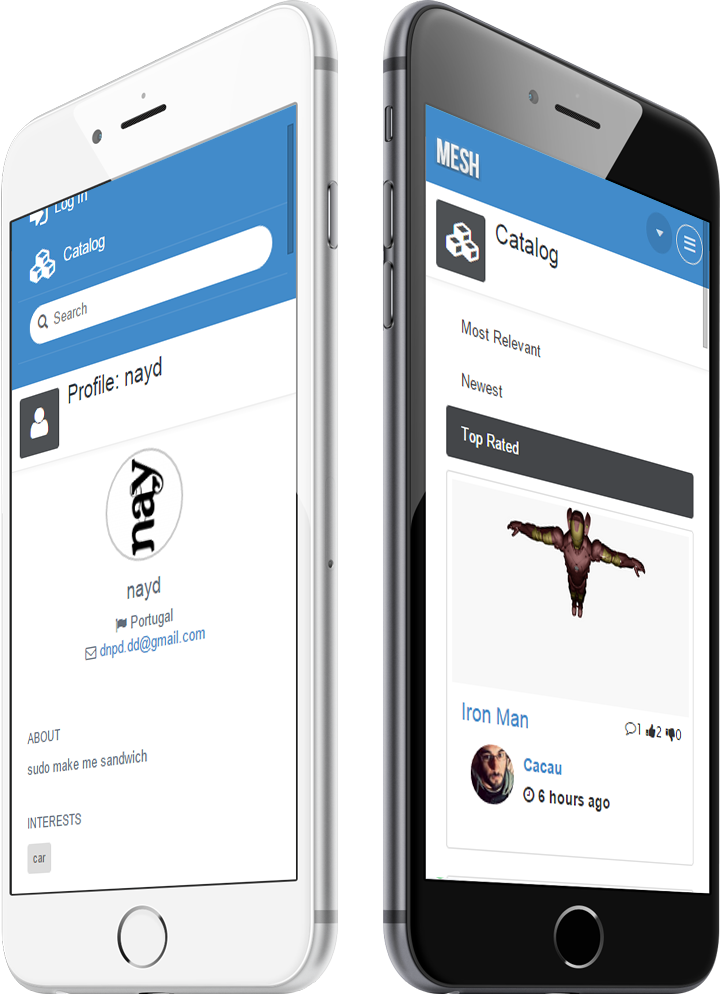 Log In
Catalog
Search
Profile: nayd
nay
nayd
Portugal
dnpd.dd@gmail.com
ABOUT
sudo make me sandwich
INTERESTS
car
MESH
Catalog
Most Relevant
Newest
Top Rated
Iron Man
1 2 0
Cacau
6 hours ago